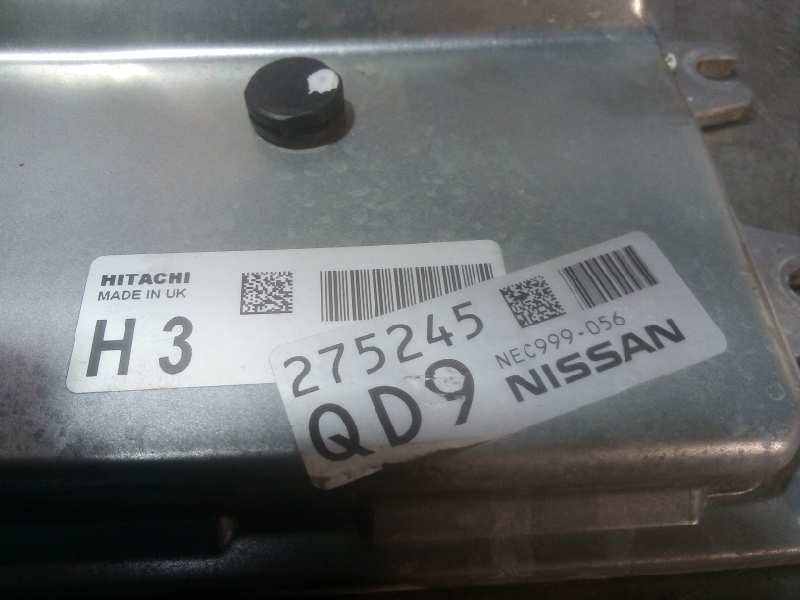 HITACHI
MADE IN UK
H 3
275245
NEC999-056
QD9
NISSAN